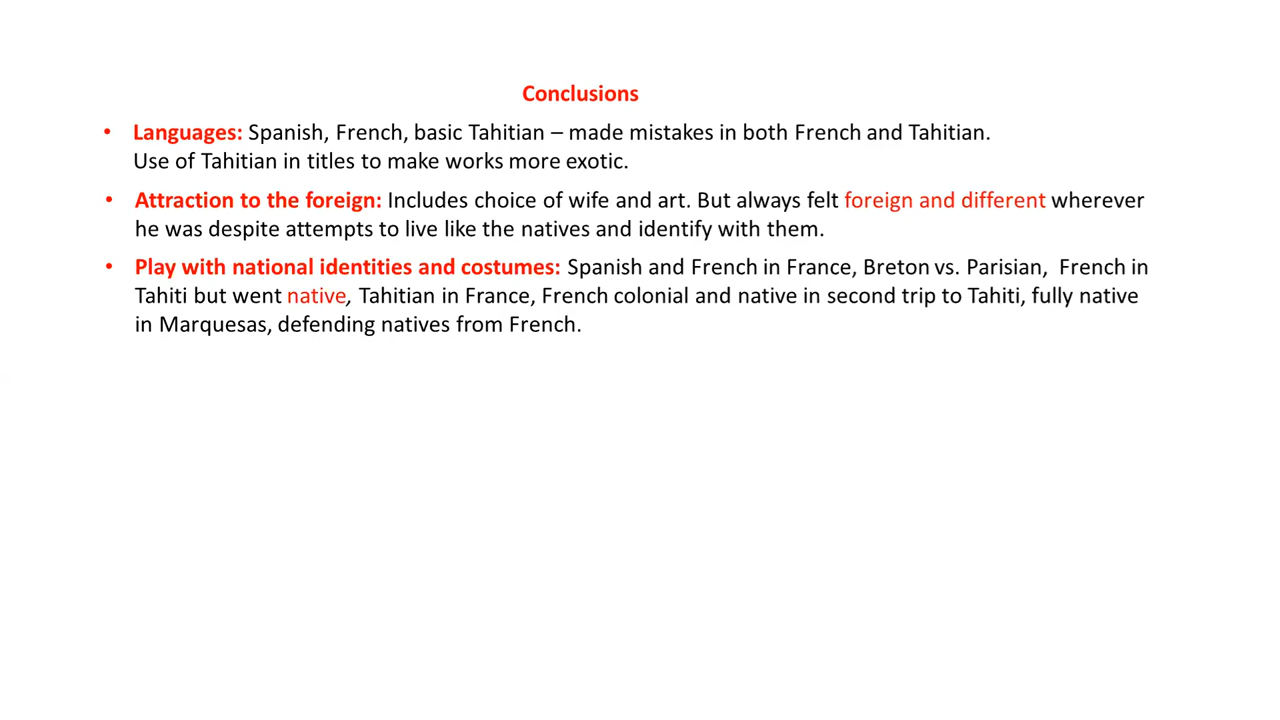 Conclusions
• Languages: Spanish, French, basic Tahitian – made mistakes in both French and Tahitian.
Use of Tahitian in titles to make works more exotic.
• Attraction to the foreign: Includes choice of wife and art. But always felt foreign and different wherever
he was despite attempts to live like the natives and identify with them.
• Play with national identities and costumes: Spanish and French in France, Breton vs. Parisian,  French in
Tahiti but went native, Tahitian in France, French colonial and native in second trip to Tahiti, fully native
in Marquesas, defending natives from French.